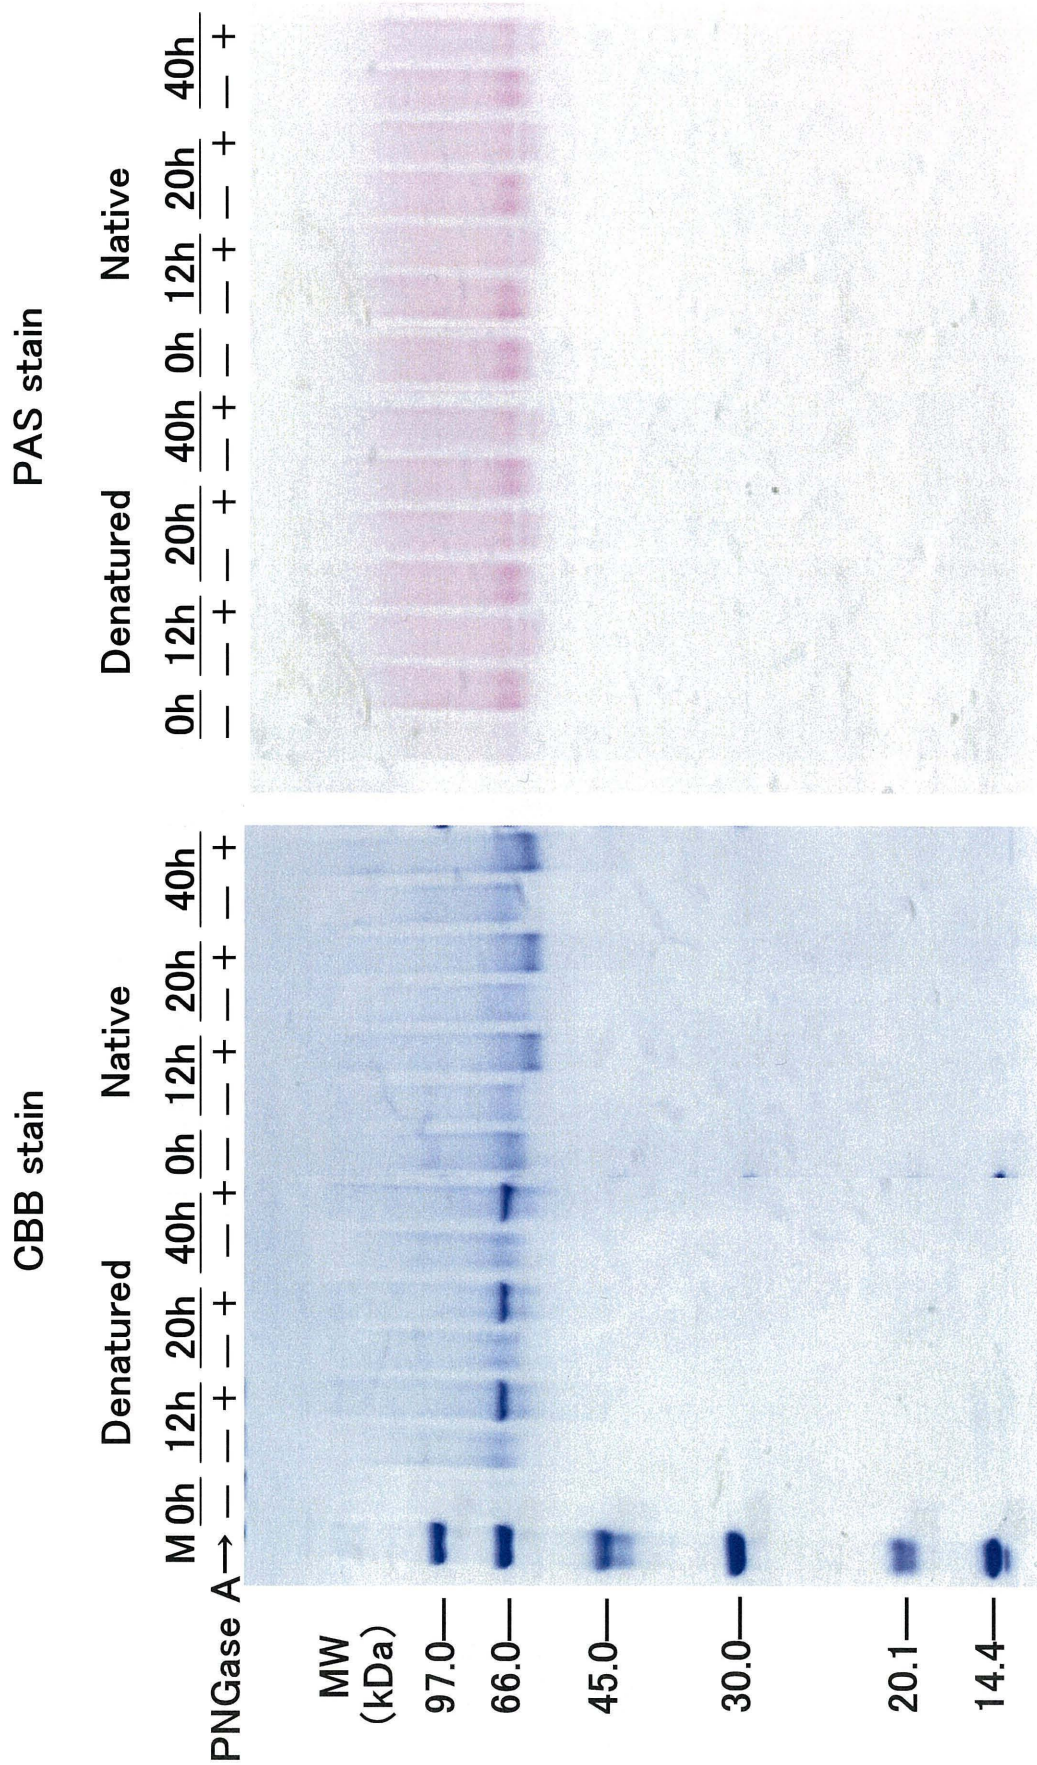 CBB stain PAS stain
Denatured Native Denatured Native
M 0h 12h 20h 40h 0h 12h 20h 40h 0h 12h 20h 40h 0h 12h 20h 40h
PNGase A→ — — + — + — + — — + — + — + — — + — + — + — — + — + — +
MW
(kDa)
97.0—
66.0—
45.0—
30.0—
20.1—
14.4—